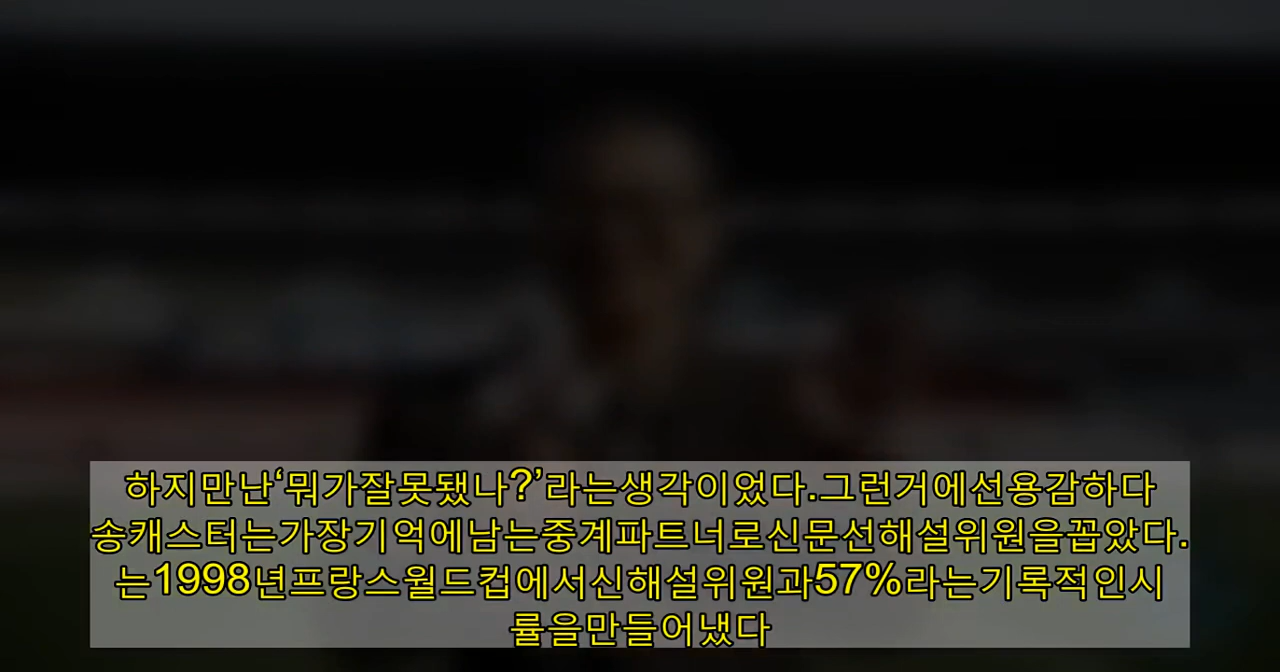 하지만난‘뭐가잘못됐나?’라는생각이었다.그런거에선용감하다
송캐스터는가장기억에남는중계파트너로신문선해설위원을꼽았다.
는1998년프랑스월드컵에서신해설위원과57%라는기록적인시
률을만들어냈다